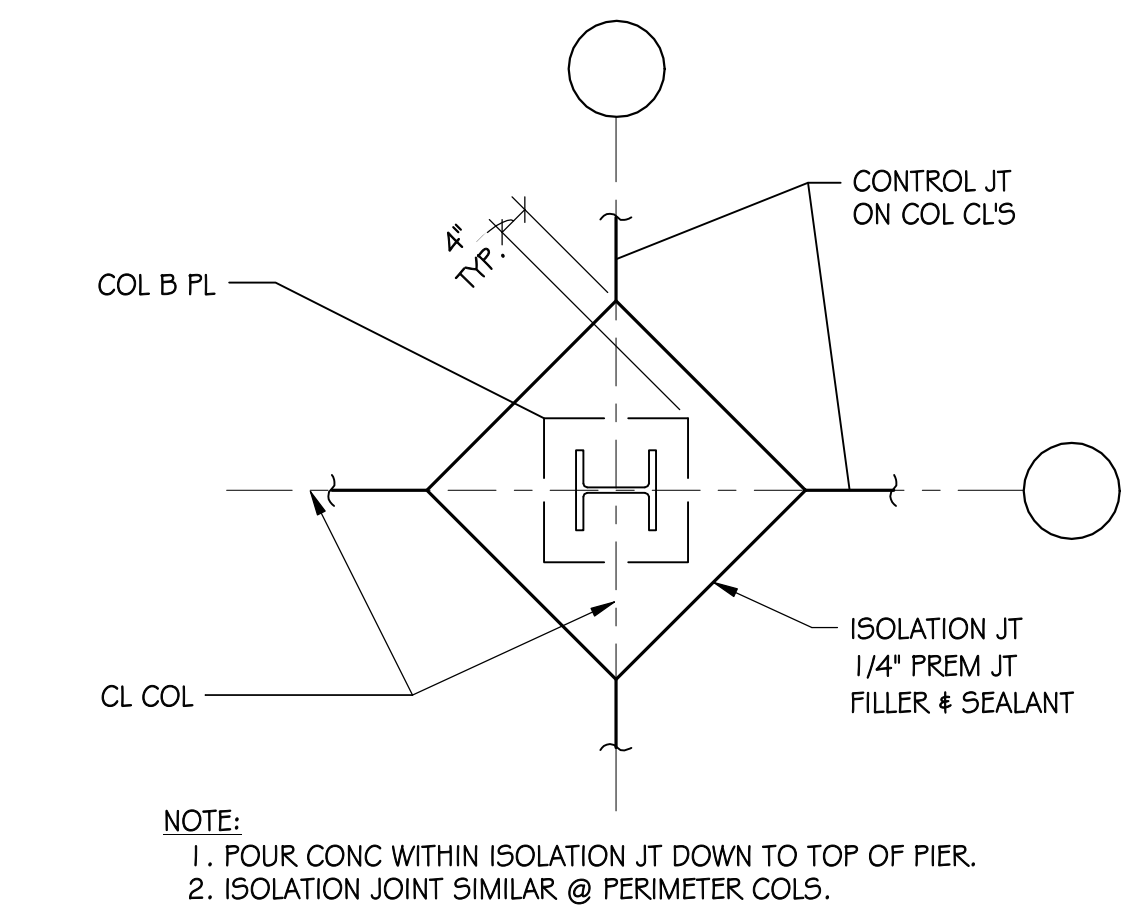 CONTROL JT
ON COL CL'S
4"
TYP.
COL B PL
ISOLATION JT
1/4" PREM JT
FILLER & SEALANT
CL COL
NOTE:
1. POUR CONC WITHIN ISOLATION JT DOWN TO TOP OF PIER.
2. ISOLATION JOINT SIMILAR @ PERIMETER COLS.